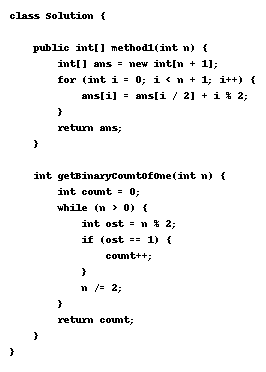 class Solution {
    public int[] method1(int n) {
        int[] ans = new int[n + 1];
        for (int i = 0; i < n + 1; i++) {
            ans[i] = ans[i / 2] + i % 2;
        }
        return ans;
    }
    int getBinaryCountOfOne(int n) {
        int count = 0;
        while (n > 0) {
            int ost = n % 2;
            if (ost == 1) {
                count++;
            }
            n /= 2;
        }
        return count;
    }
}